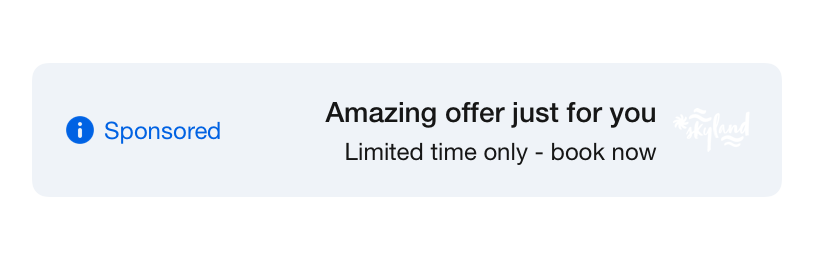 Sponsored
Amazing offer just for you
Limited time only - book now
skyland